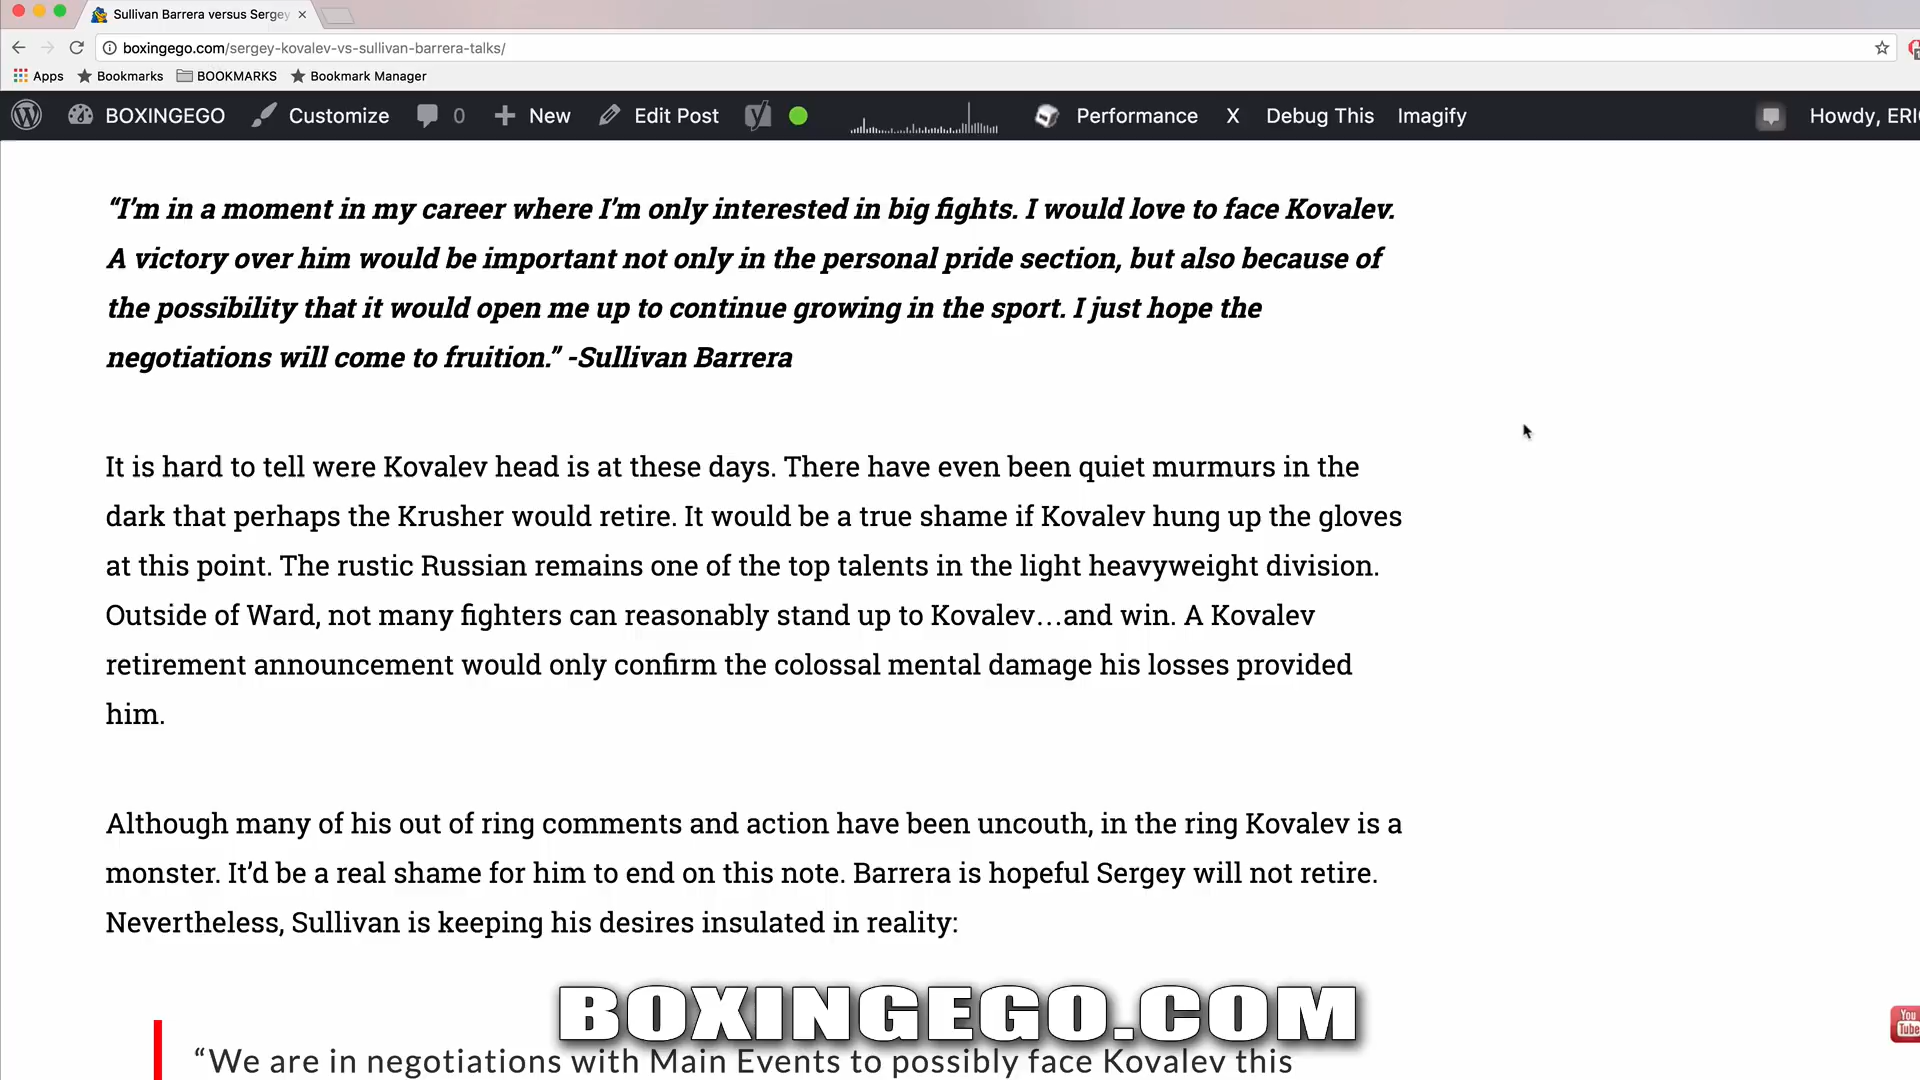 Sullivan Barrera versus Sergey
boxingego.com/sergey-kovalev-vs-sullivan-barrera-talks/
Apps Bookmarks BOOKMARKS Bookmark Manager
BOXINGEGO Customize 0 New Edit Post Performance X Debug This Imagify Howdy, ERI
“I’m in a moment in my career where I’m only interested in big fights. I would love to face Kovalev.
A victory over him would be important not only in the personal pride section, but also because of
the possibility that it would open me up to continue growing in the sport. I just hope the
negotiations will come to fruition.” -Sullivan Barrera
It is hard to tell were Kovalev head is at these days. There have even been quiet murmurs in the
dark that perhaps the Krusher would retire. It would be a true shame if Kovalev hung up the gloves
at this point. The rustic Russian remains one of the top talents in the light heavyweight division.
Outside of Ward, not many fighters can reasonably stand up to Kovalev…and win. A Kovalev
retirement announcement would only confirm the colossal mental damage his losses provided
him.
Although many of his out of ring comments and action have been uncouth, in the ring Kovalev is a
monster. It’d be a real shame for him to end on this note. Barrera is hopeful Sergey will not retire.
Nevertheless, Sullivan is keeping his desires insulated in reality:
BOXINGEGO.COM
You
Tube
“We are in negotiations with Main Events to possibly face Kovalev this